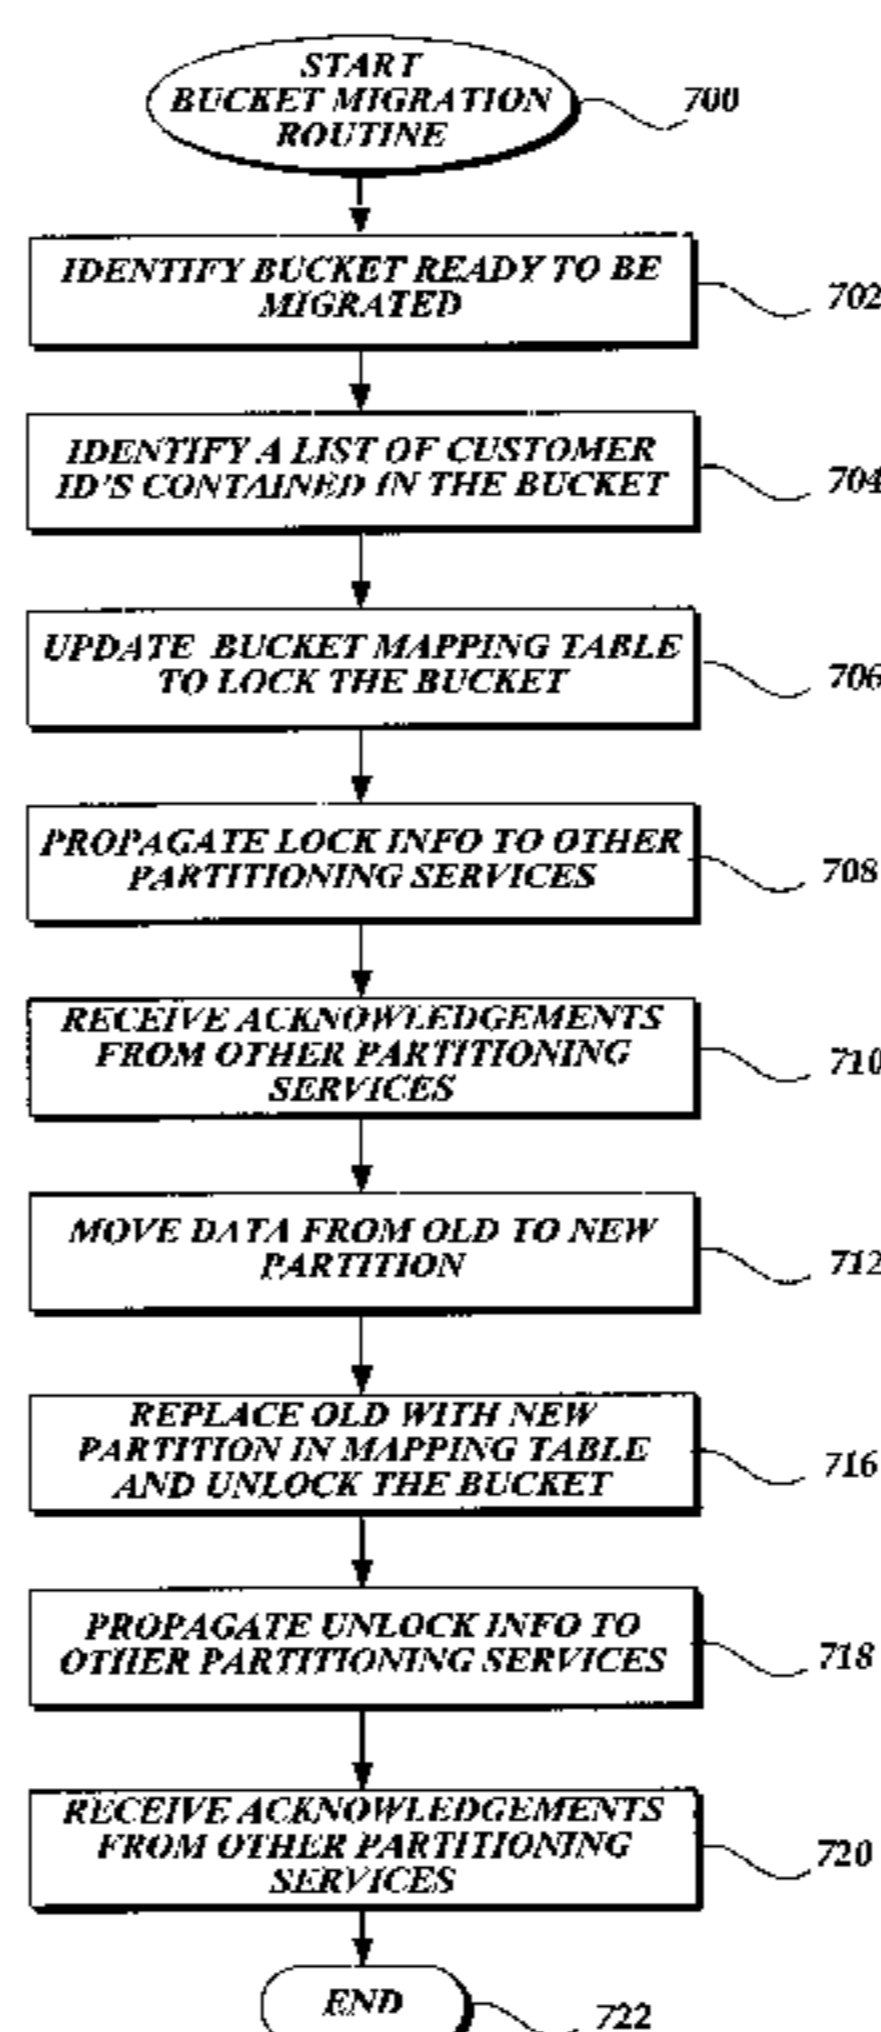 START
BUCKET MIGRATION
ROUTINE
700
IDENTIFY BUCKET READY TO BE
MIGRATED
702
IDENTIFY A LIST OF CUSTOMER
ID'S CONTAINED IN THE BUCKET
704
UPDATE BUCKET MAPPING TABLE
TO LOCK THE BUCKET
706
PROPAGATE LOCK INFO TO OTHER
PARTITIONING SERVICES
708
RECEIVE ACKNOWLEDGEMENTS
FROM OTHER PARTITIONING
SERVICES
710
MOVE DATA FROM OLD TO NEW
PARTITION
712
REPLACE OLD WITH NEW
PARTITION IN MAPPING TABLE
AND UNLOCK THE BUCKET
716
PROPAGATE UNLOCK INFO TO
OTHER PARTITIONING SERVICES
718
RECEIVE ACKNOWLEDGEMENTS
FROM OTHER PARTITIONING
SERVICES
720
END
722